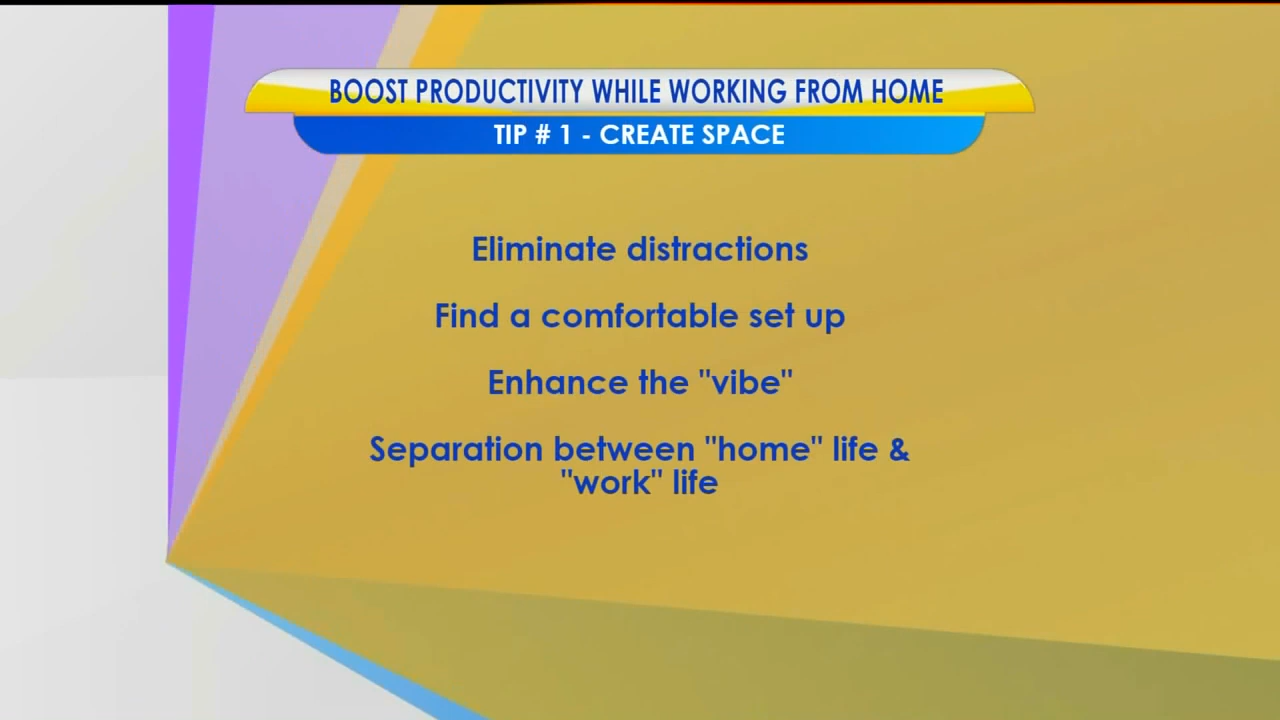 BOOST PRODUCTIVITY WHILE WORKING FROM HOME
TIP # 1 - CREATE SPACE
Eliminate distractions
Find a comfortable set up
Enhance the "vibe"
Separation between "home" life &
"work" life